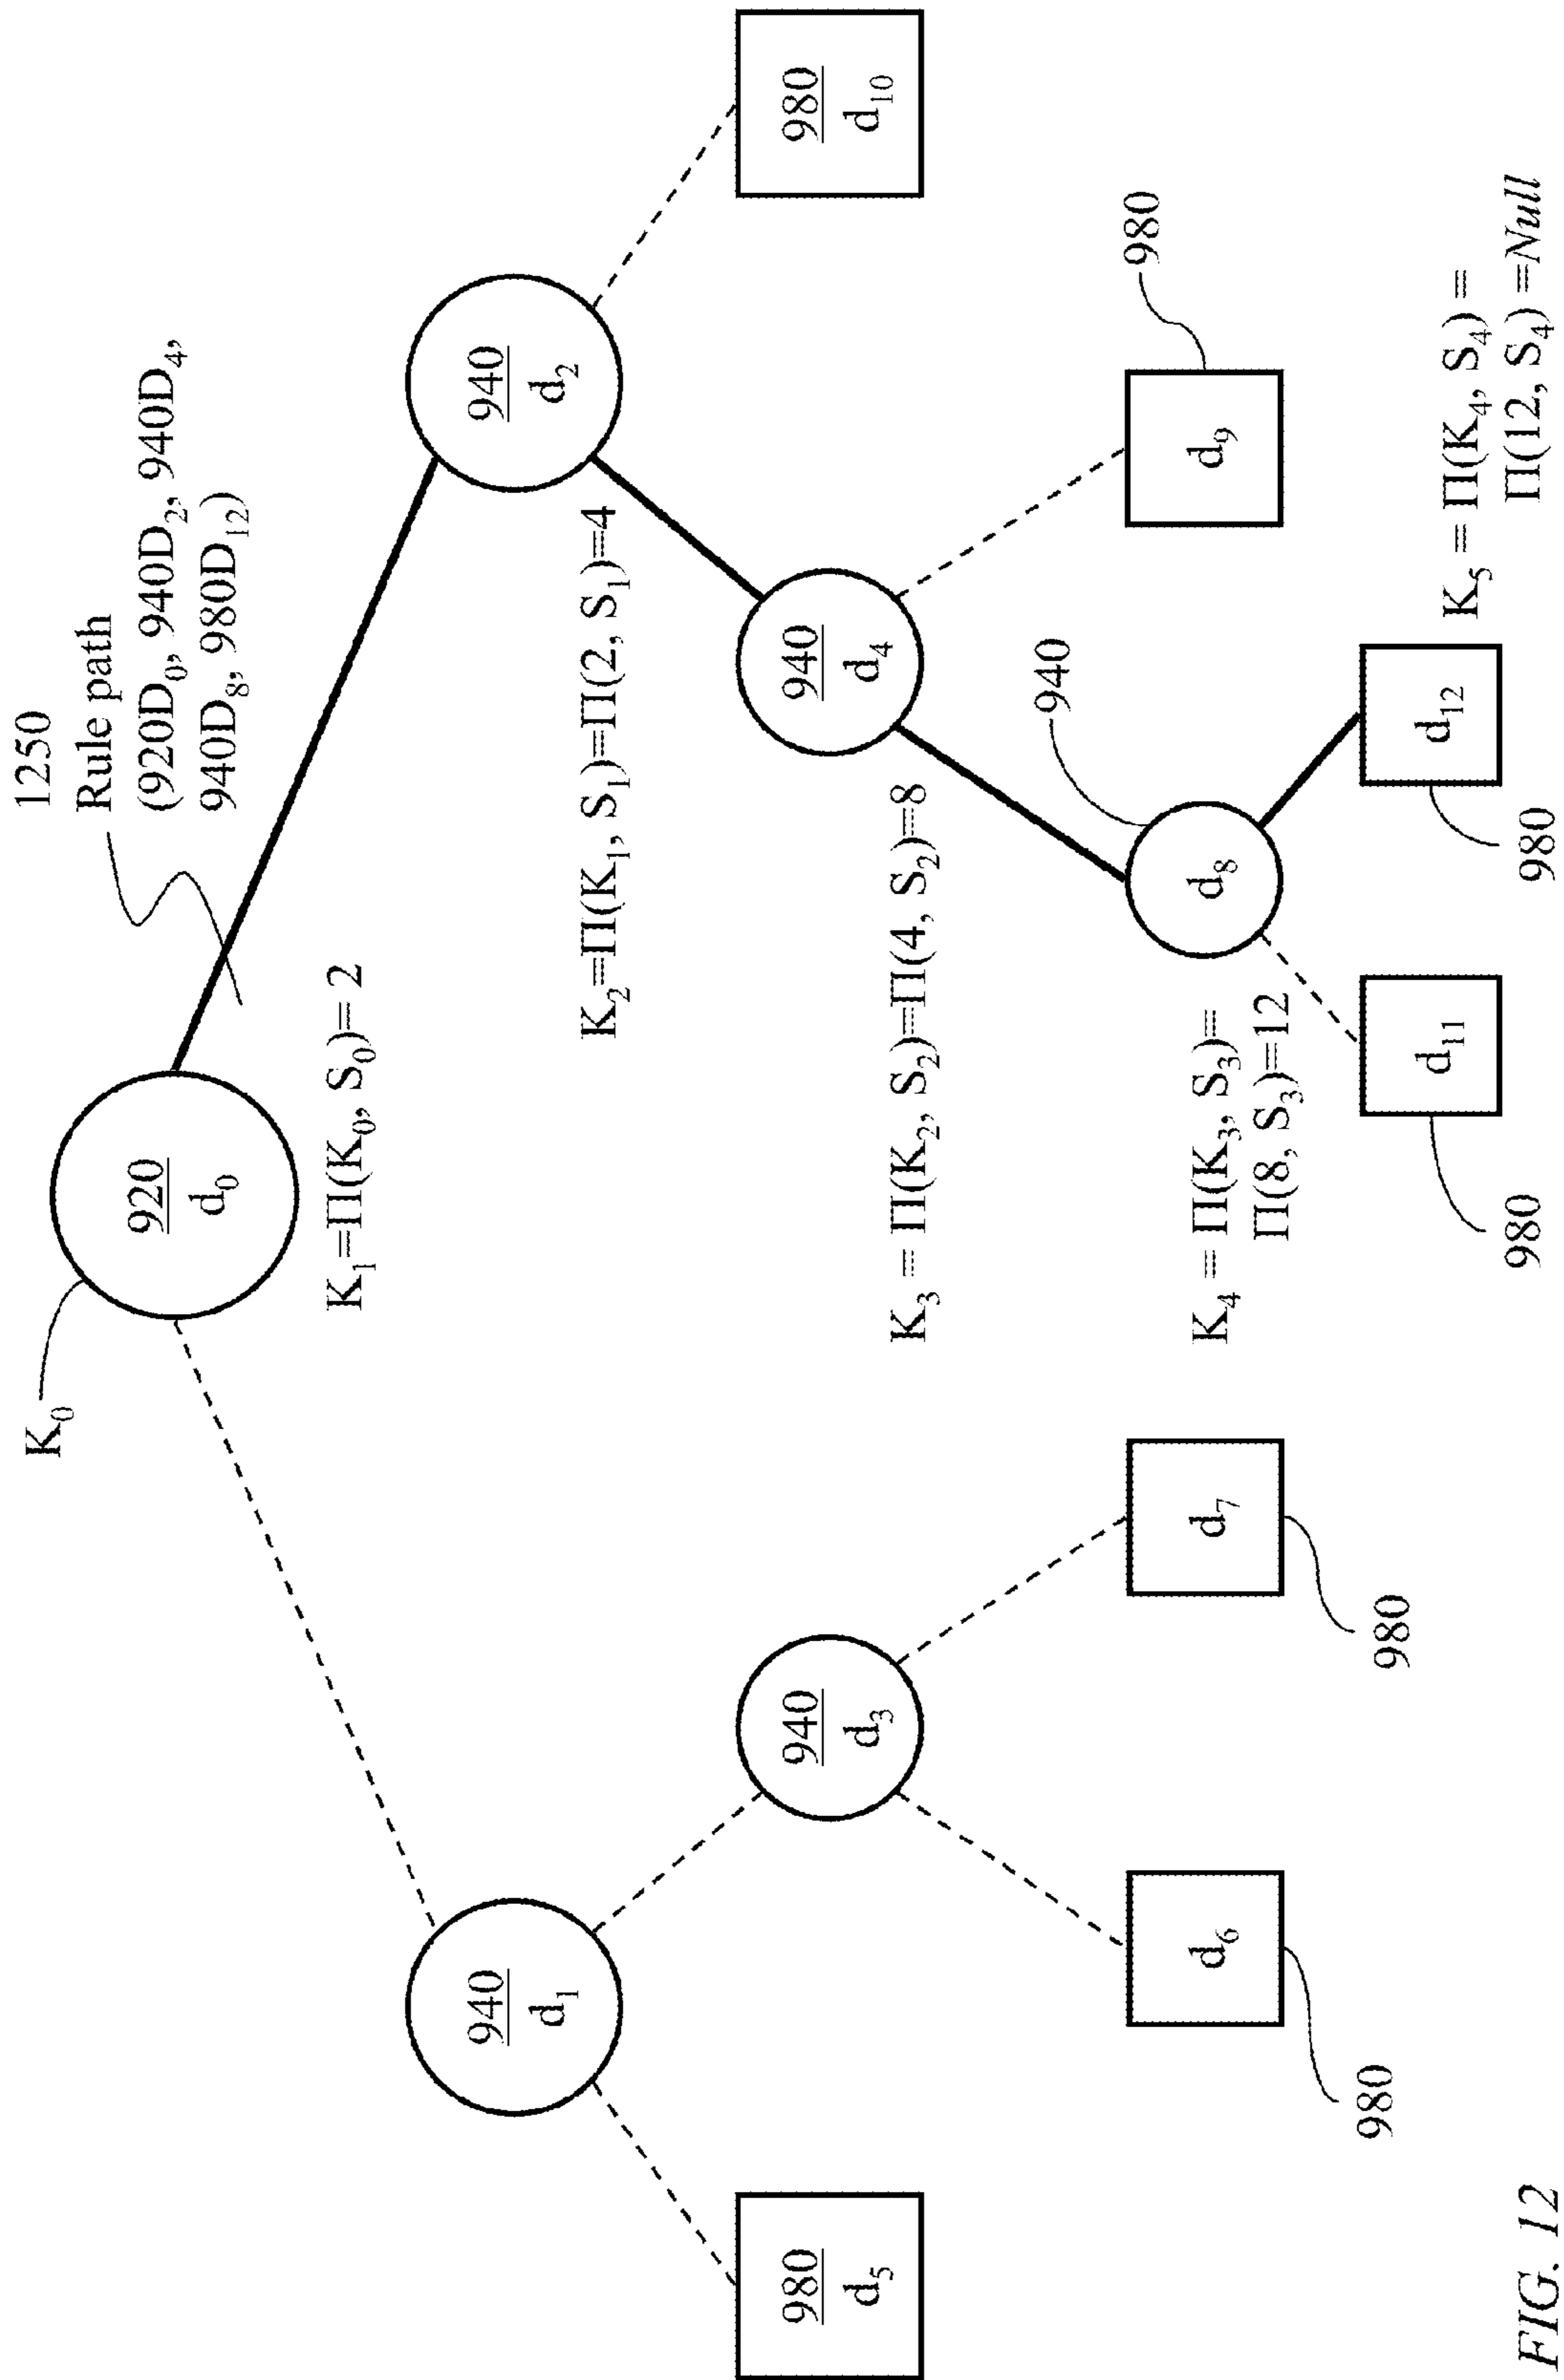 1250
Rule path
(920D₀, 940D₂, 940D₄,
940D₈, 980D₁₂)
K₀
920
d₀
K₁=Π(K₀, S₀)= 2
940
d₁
940
d₂
K₂=Π(K₁, S₁)=Π(2, S₁)=4
980
d₅
940
d₃
940
d₄
980
d₁₀
K₃ = Π(K₂, S₂)=Π(4, S₂)=8
940
980
d₆
d₇
d₈
d₉
980
980
K₄ = Π(K₃, S₃)=
Π(8, S₃)=12
d₁₁
d₁₂
980
980
K₅ = Π(K₄, S₄) =
Π(12, S₄) =Null
FIG. 12